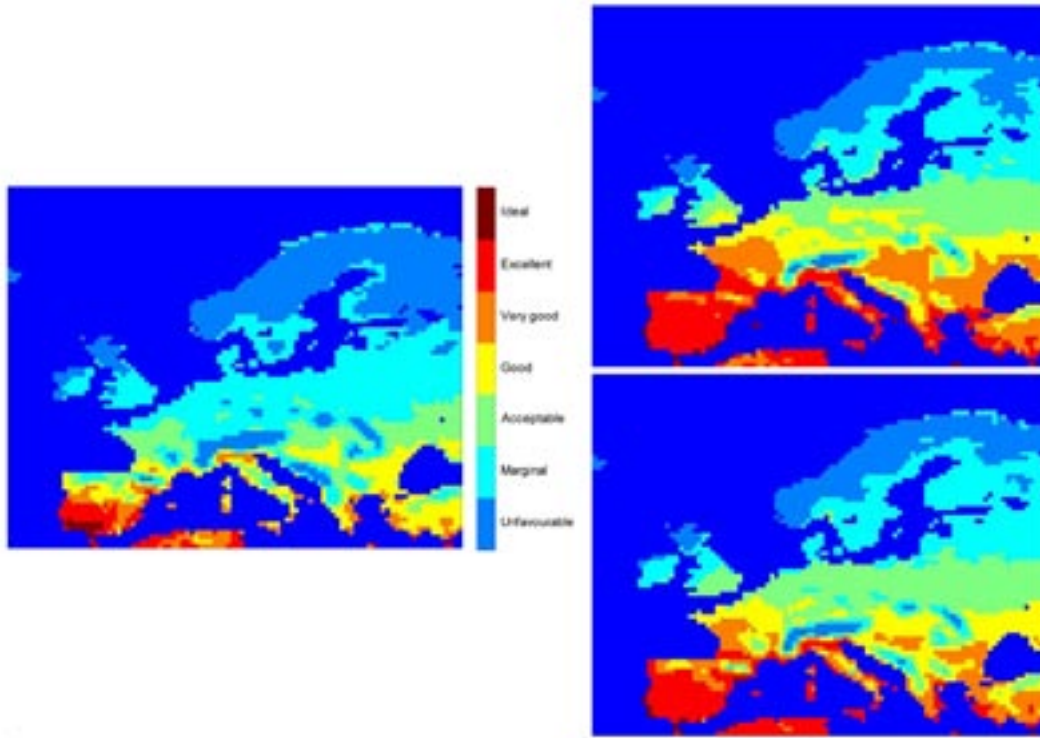 Ideal
Excellent
Very good
Good
Acceptable
Marginal
Unfavourable